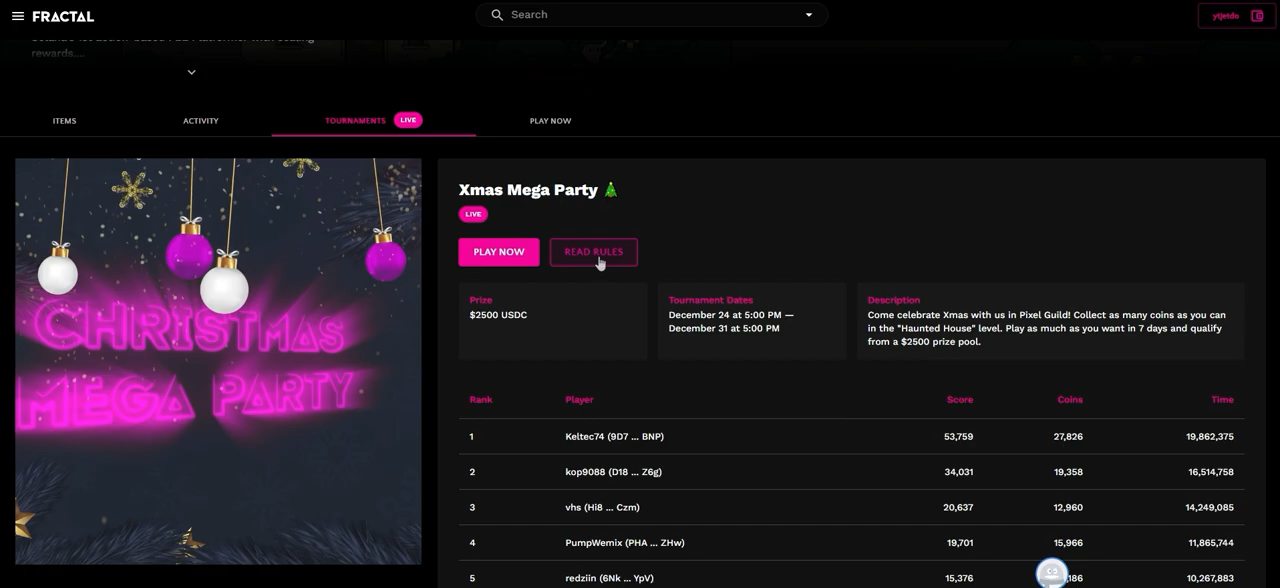 FRACTAL
Search
ytjetdo
rewards....
ITEMS
ACTIVITY
TOURNAMENTS LIVE
PLAY NOW
CHRISTMAS
MEGA PARTY
Xmas Mega Party 🎄
LIVE
PLAY NOW
READ RULES
Prize
$2500 USDC
Tournament Dates
December 24 at 5:00 PM —
December 31 at 5:00 PM
Description
Come celebrate Xmas with us in Pixel Guild! Collect as many coins as you can
in the "Haunted House" level. Play as much as you want in 7 days and qualify
from a $2500 prize pool.
Rank Player Score Coins Time
1 Keltec74 (9D7 ... BNP) 53,759 27,826 19,862,375
2 kop9088 (D18 ... Z6g) 34,031 19,358 16,514,758
3 vhs (Hi8 ... Czm) 20,637 12,960 14,249,085
4 PumpWemix (PHA ... ZHw) 19,701 15,966 11,865,744
5 redziin (6Nk ... YpV) 15,376 10,267,883